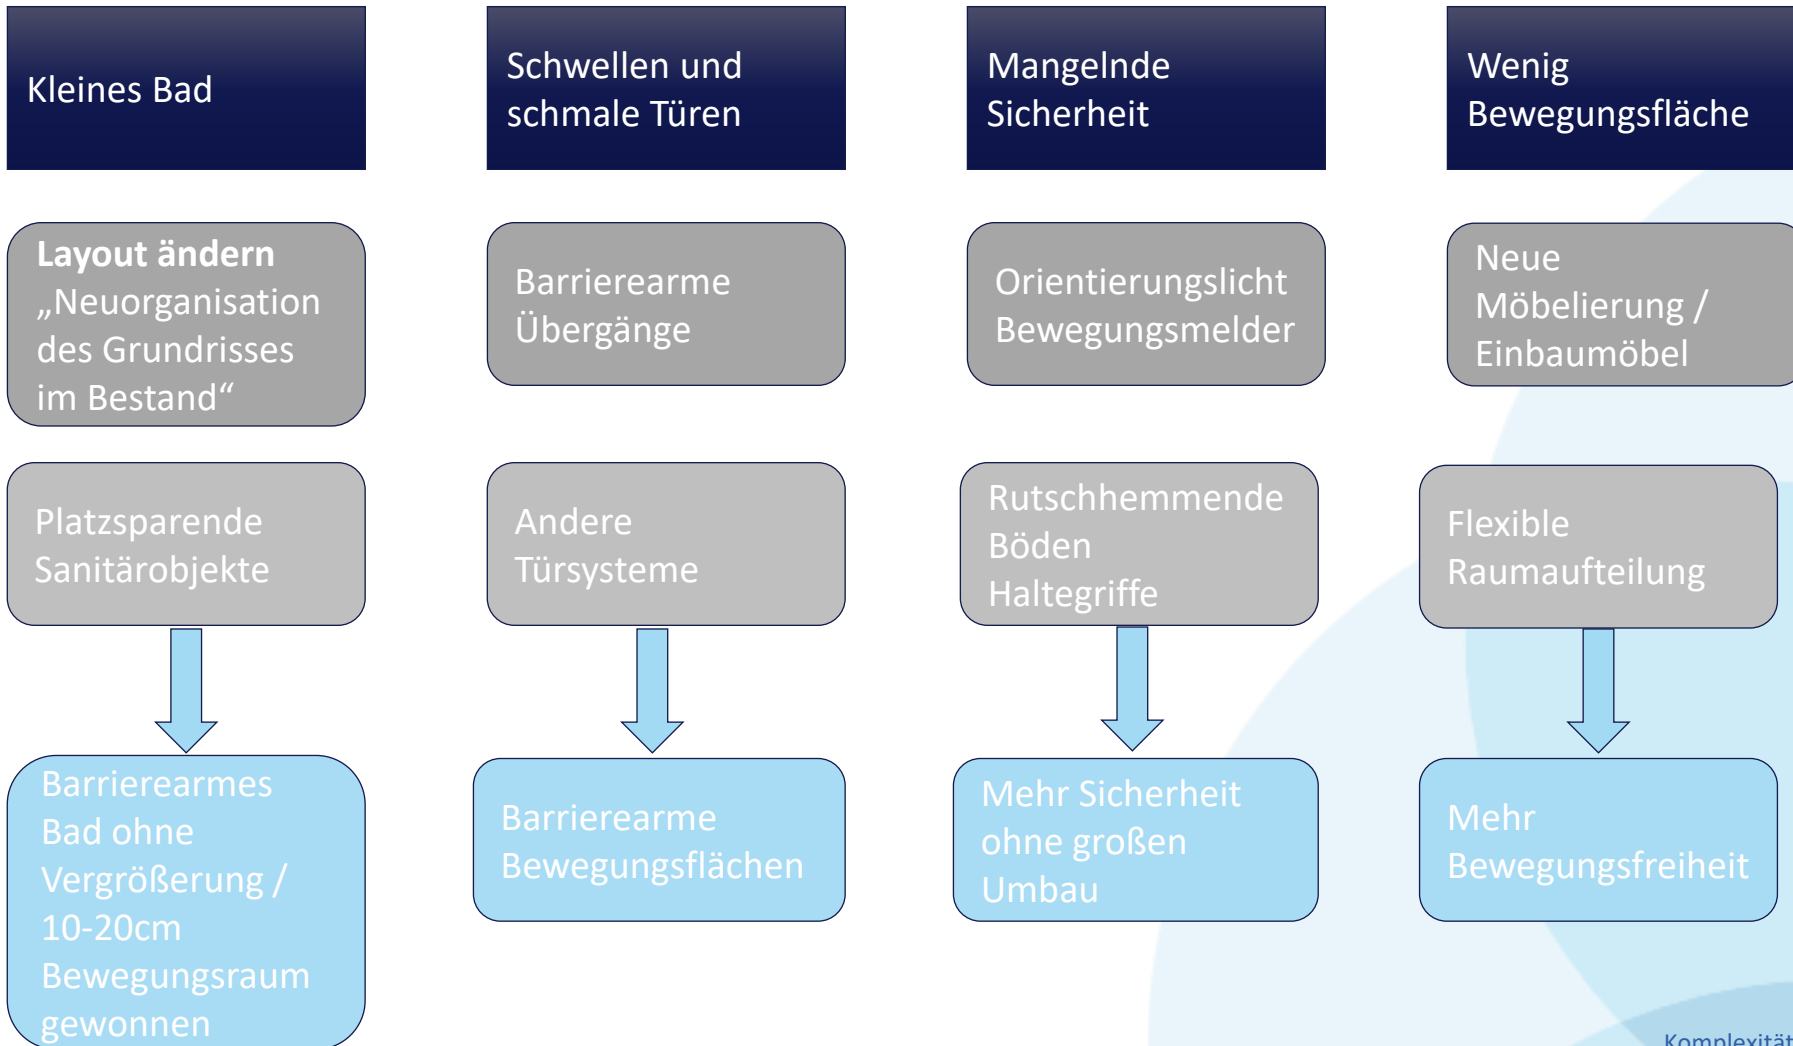 Kleines Bad
Schwellen und
schmale Türen
Mangelnde
Sicherheit
Wenig
Bewegungsfläche
Layout ändern
„Neuorganisation
des Grundrisses
im Bestand“
Barrierearme
Übergänge
Orientierungslicht
Bewegungsmelder
Neue
Möbelierung /
Einbaumöbel
Platzsparende
Sanitärobjekte
Andere
Türsysteme
Rutschhemmende
Böden
Haltegriffe
Flexible
Raumaufteilung
Barrierearmes
Bad ohne
Vergrößerung /
10-20cm
Bewegungsraum
gewonnen
Barrierearme
Bewegungsflächen
Mehr Sicherheit
ohne großen
Umbau
Mehr
Bewegungsfreiheit
Komplexität